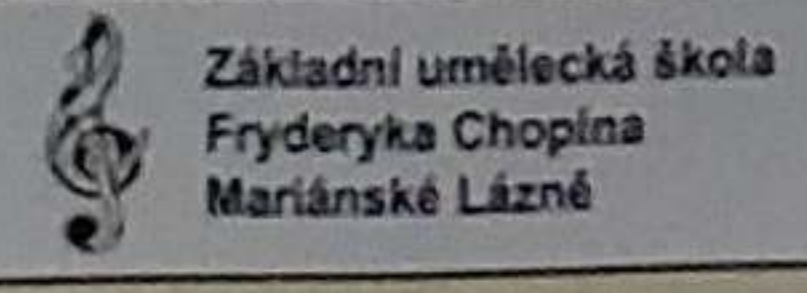 Základní umělecká škola
Fryderyka Chopina
Mariánské Lázně